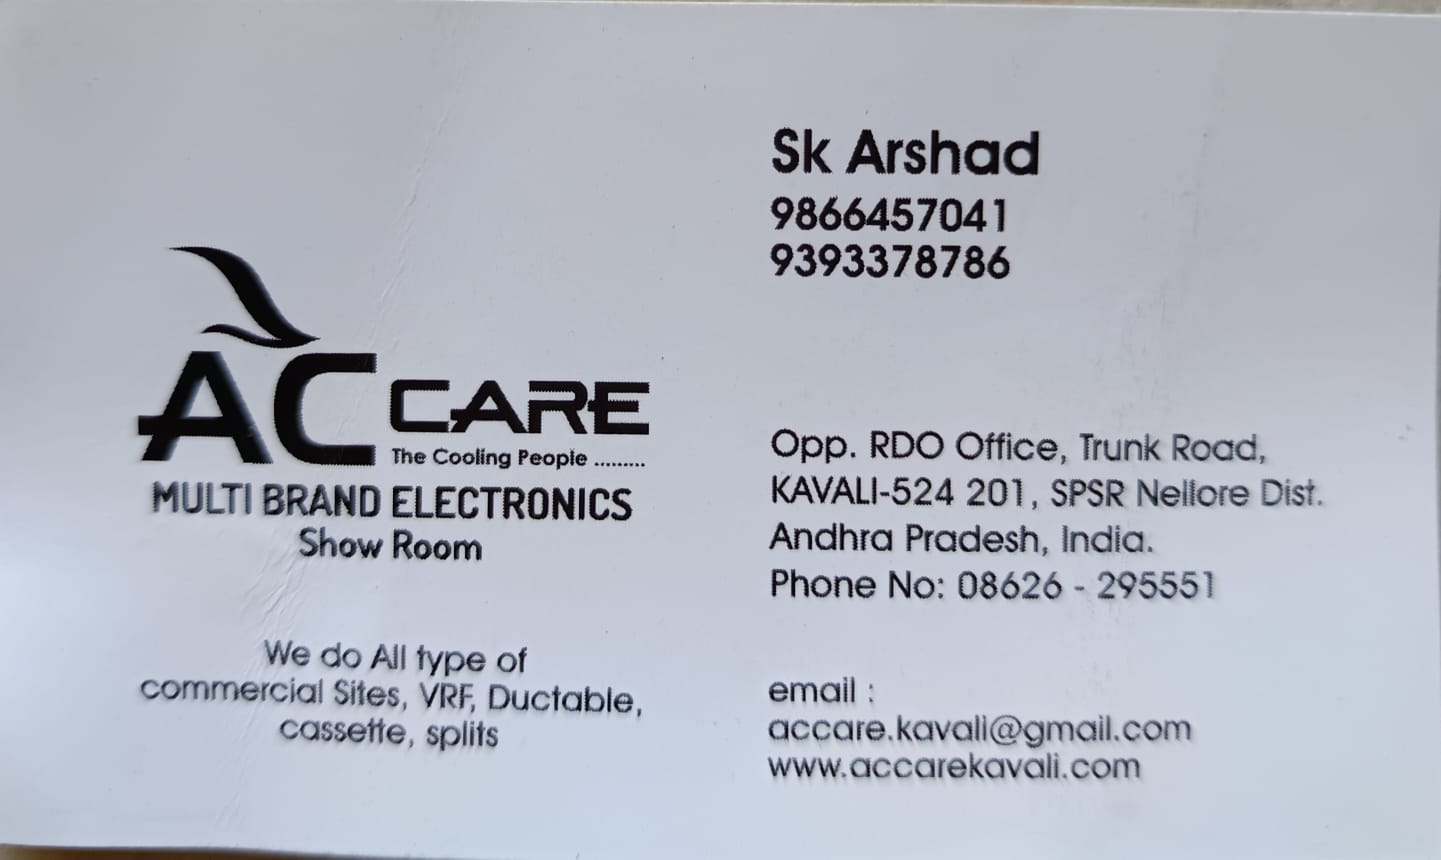 AC CARE
The Cooling People .........
MULTI BRAND ELECTRONICS
Show Room
We do All type of
commercial Sites, VRF, Ductable,
cassette, splits
Sk Arshad
9866457041
9393378786
Opp. RDO Office, Trunk Road,
KAVALI-524 201, SPSR Nellore Dist.
Andhra Pradesh, India.
Phone No: 08626 - 295551
email :
accare.kavali@gmail.com
www.accarekavali.com